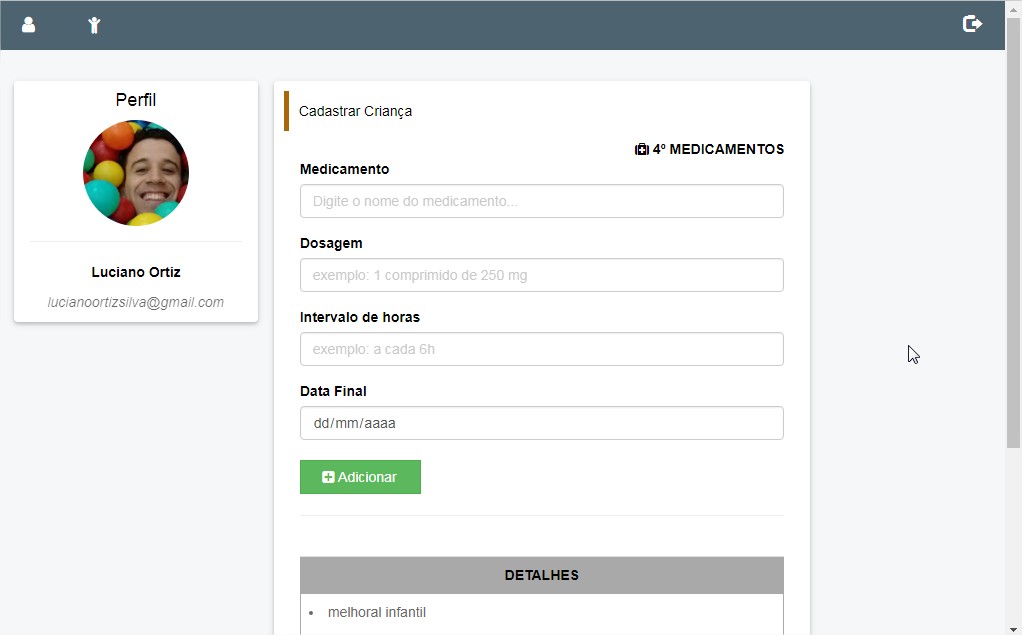 Perfil
Luciano Ortiz
lucianoortizsilva@gmail.com
Cadastrar Criança
4º MEDICAMENTOS
Medicamento
Digite o nome do medicamento...
Dosagem
exemplo: 1 comprimido de 250 mg
Intervalo de horas
exemplo: a cada 6h
Data Final
dd/mm/aaaa
Adicionar
DETALHES
• melhoral infantil